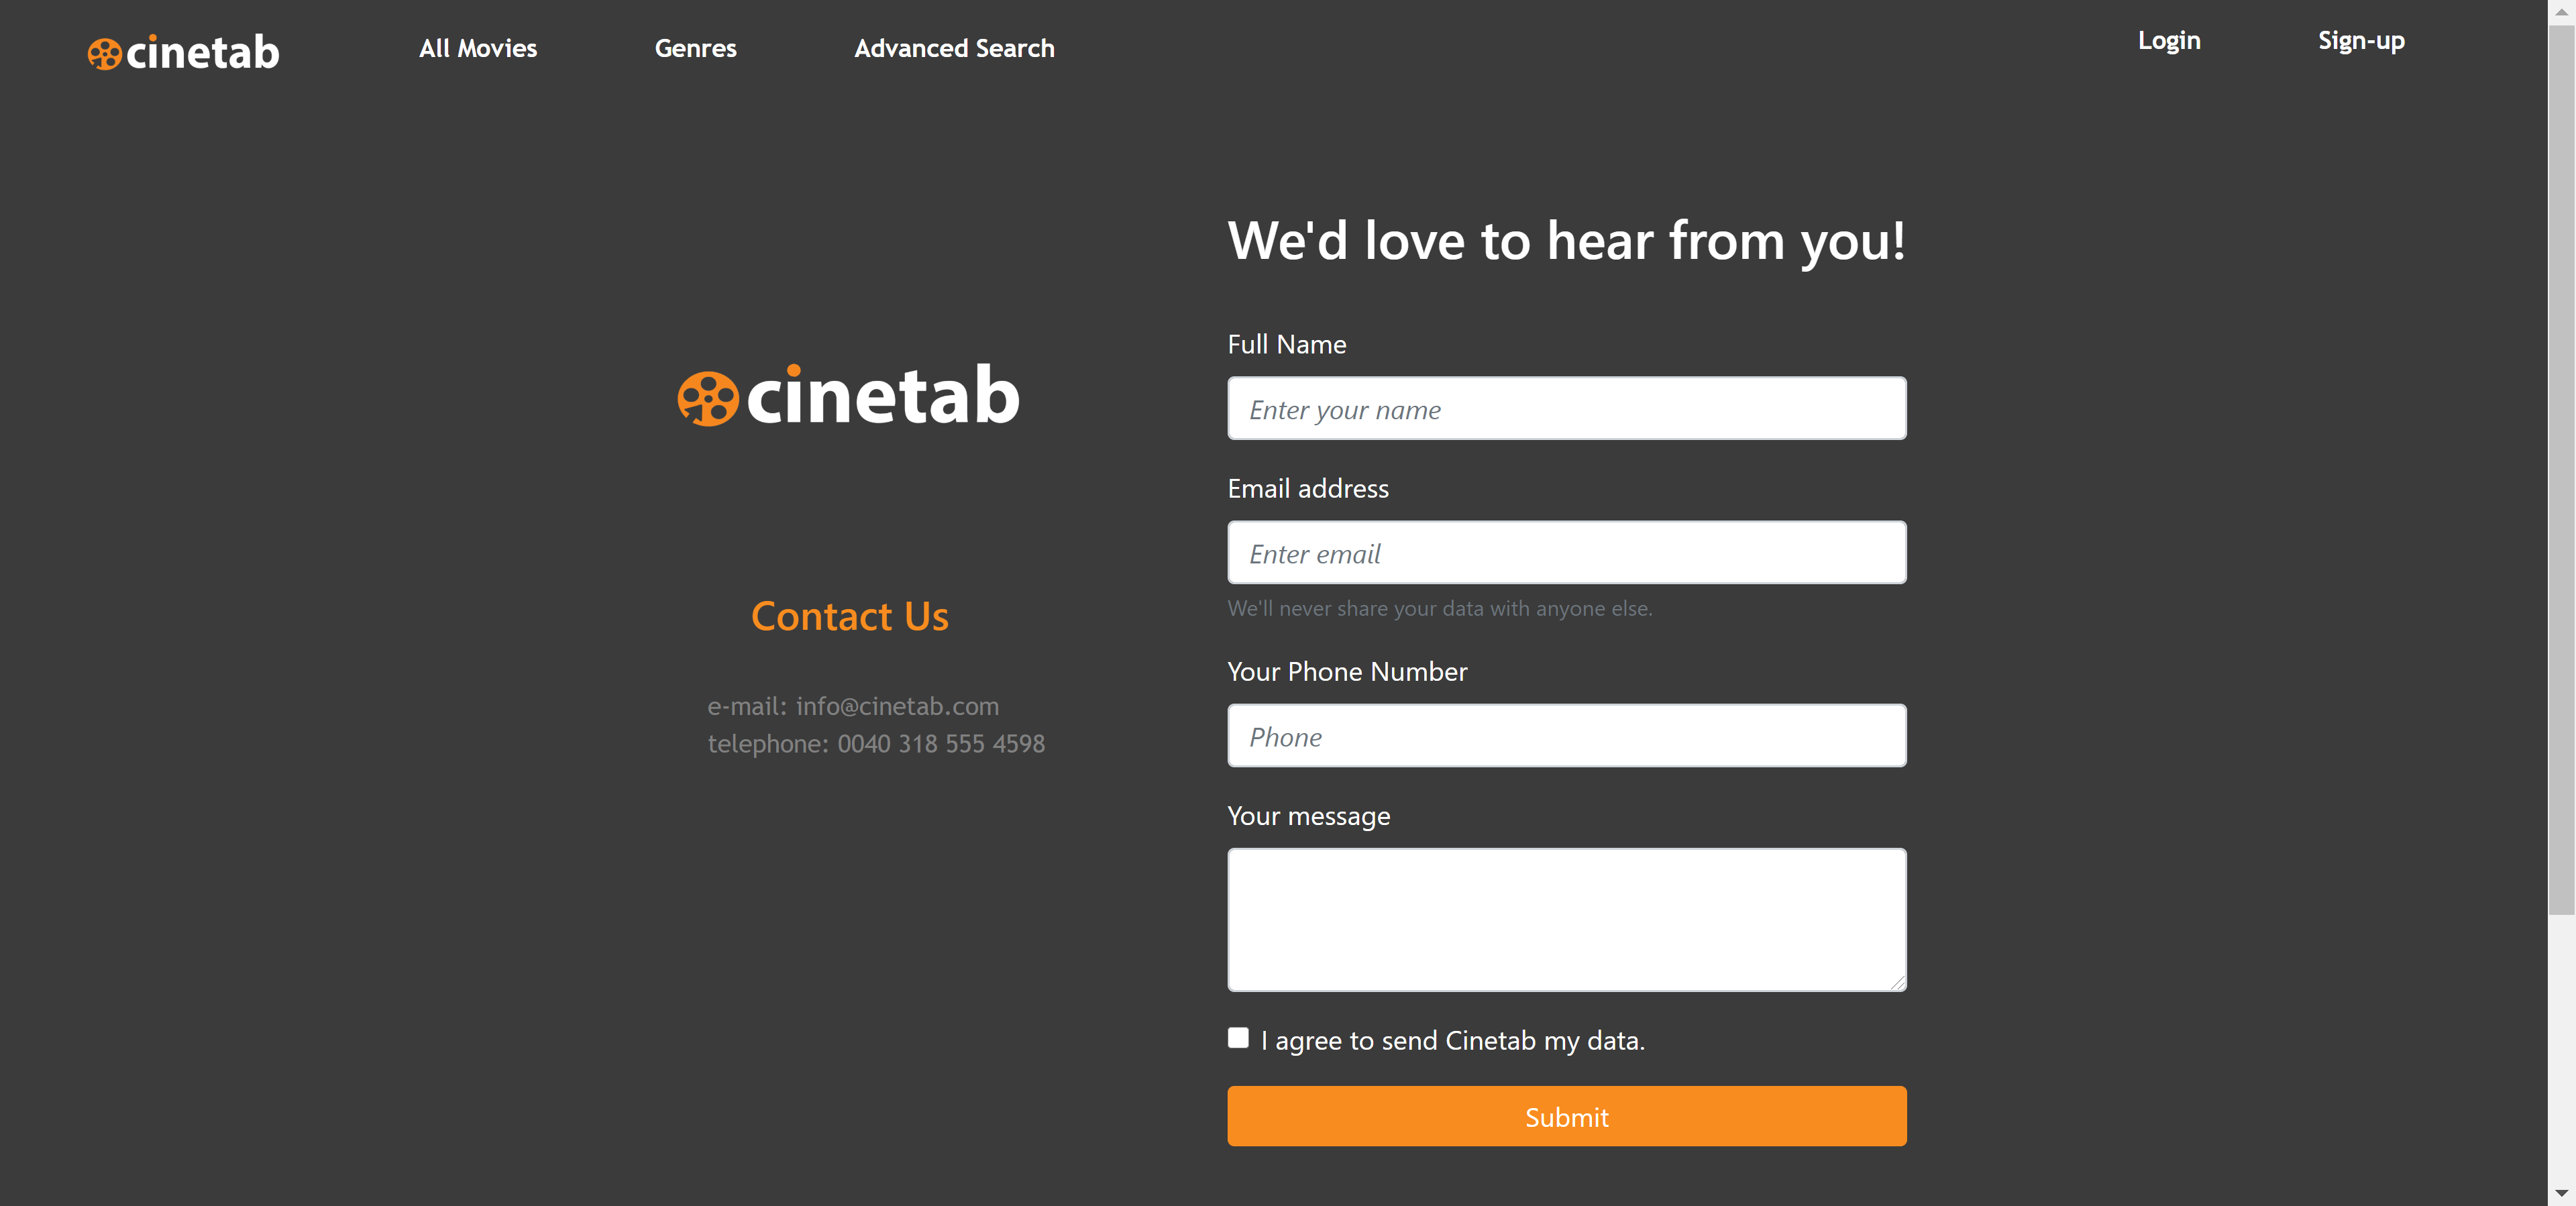 cinetab All Movies Genres Advanced Search Login Sign-up
cinetab
Contact Us
e-mail: info@cinetab.com
telephone: 0040 318 555 4598
We'd love to hear from you!
Full Name
Enter your name
Email address
Enter email
We'll never share your data with anyone else.
Your Phone Number
Phone
Your message
I agree to send Cinetab my data.
Submit